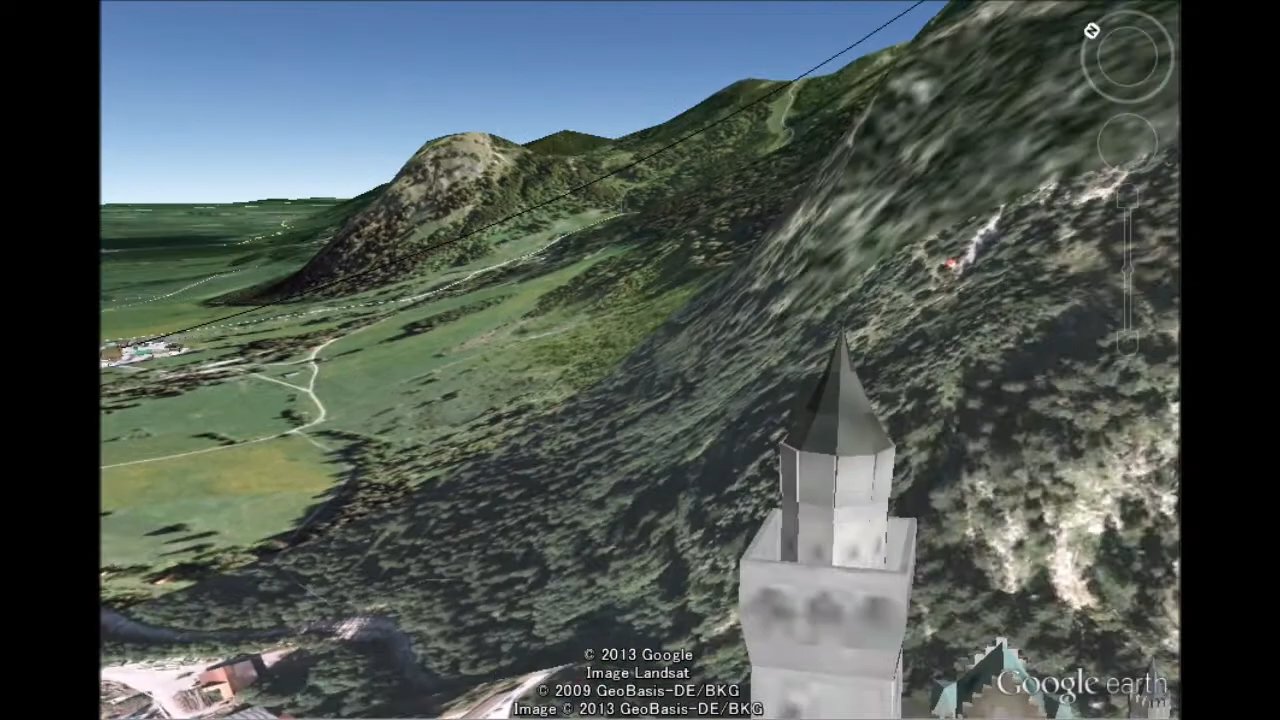 N
© 2013 Google
Image Landsat
© 2009 GeoBasis-DE/BKG
Image © 2013 GeoBasis-DE/BKG
Google earth